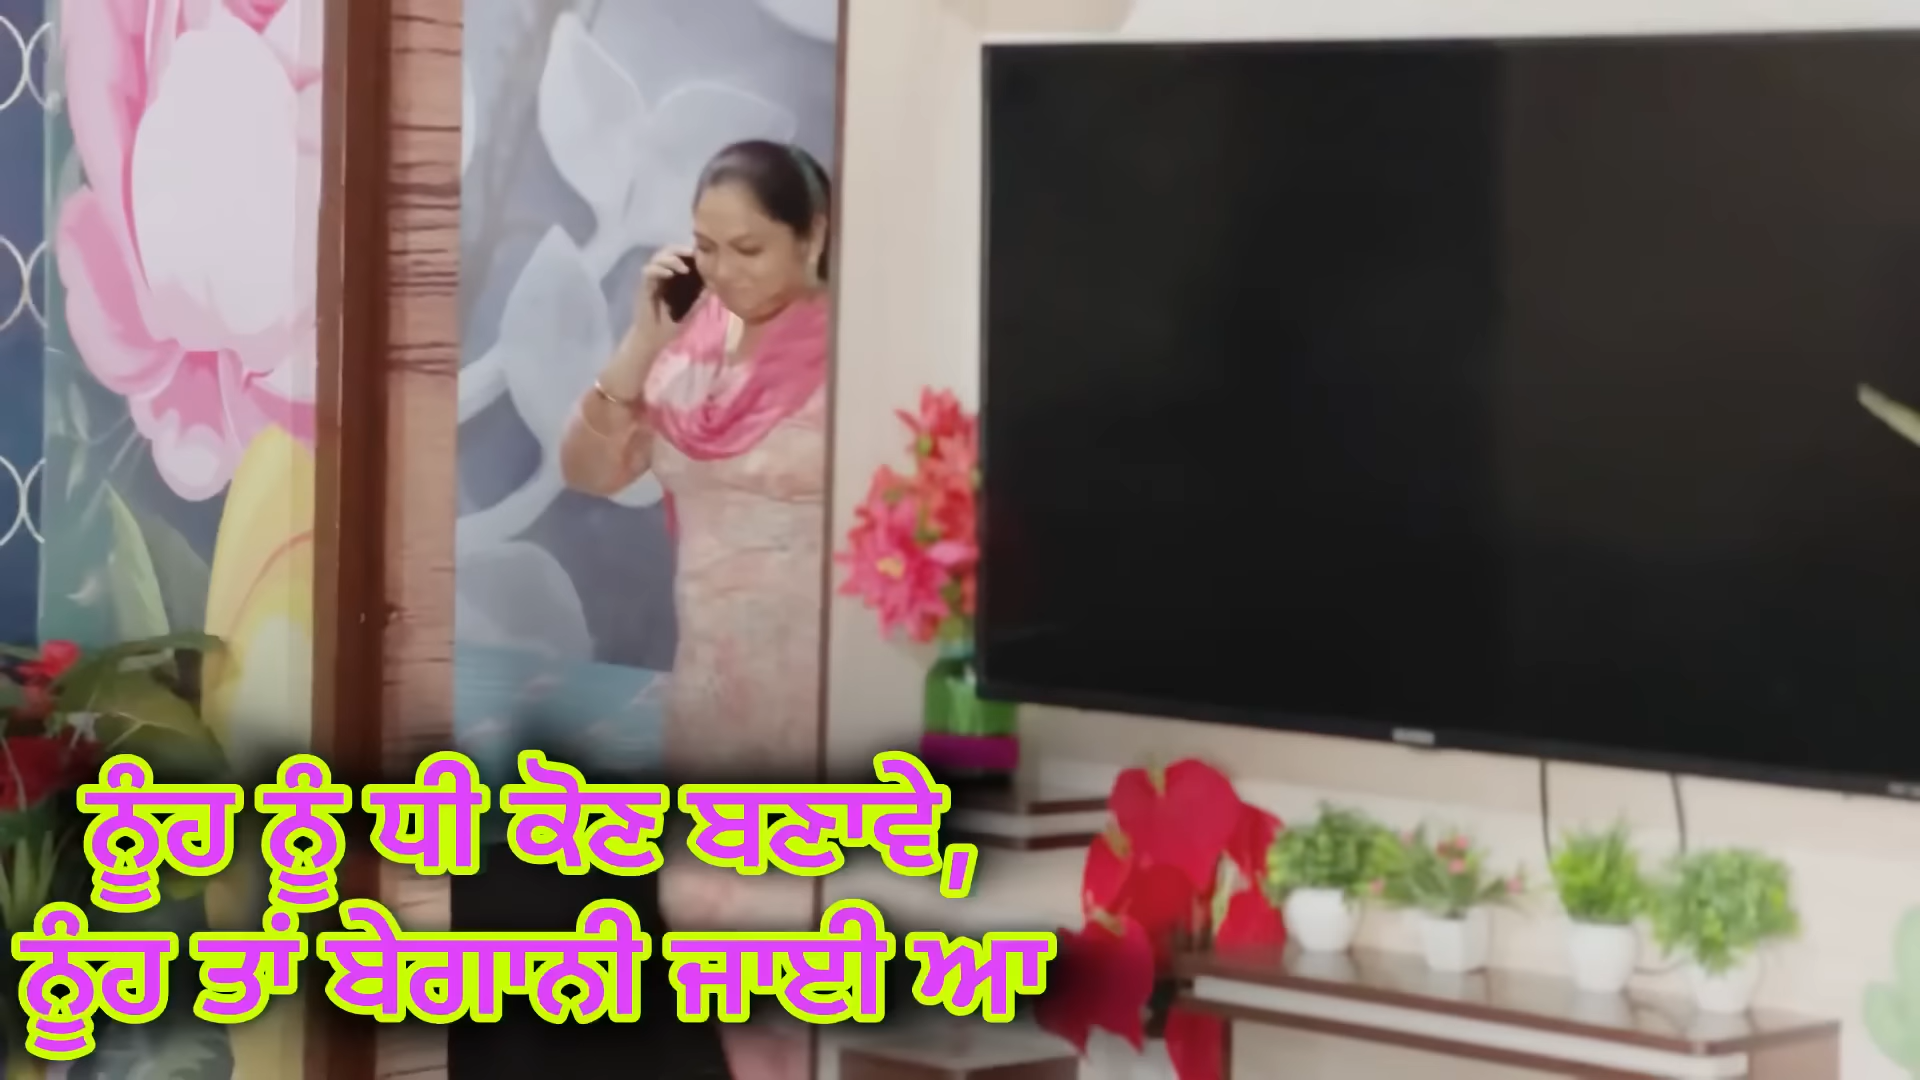 ਨੂੰਹ ਨੂੰ ਧੀ ਕੋਣ ਬਣਾਵੇ,
ਨੂੰਹ ਤਾਂ ਬੇਗਾਨੀ ਜਾਈ ਆ